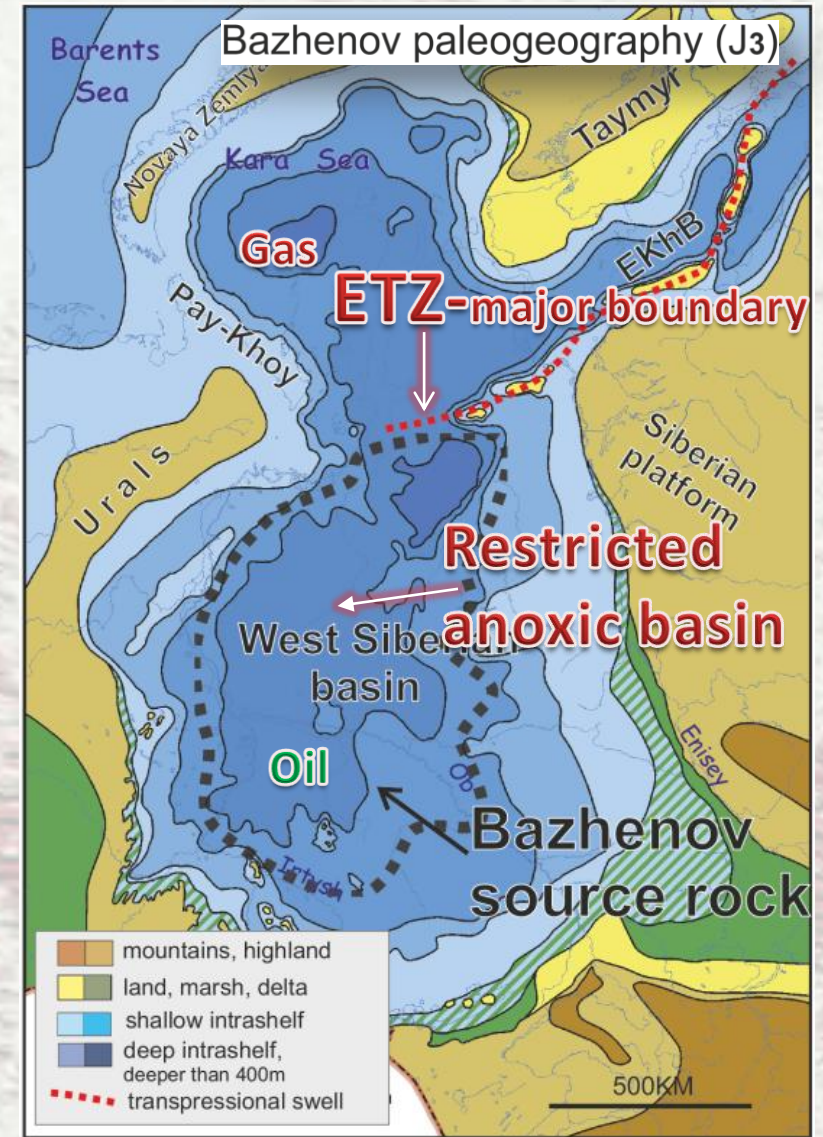 Bazhenov paleogeography (J3)
Barents
Sea
Novaya Zemlya
Kara Sea
Taymyr
Gas
EKhB
ETZ-major boundary
Pay-Khoy
Urals
Siberian
platform
Restricted
anoxic basin
West Siberian
basin
Enisey
Oil
Ob
Bazhenov
source rock
Irtysh
mountains, highland
land, marsh, delta
shallow intrashelf
deep intrashelf,
deeper than 400m
transpressional swell
500KM